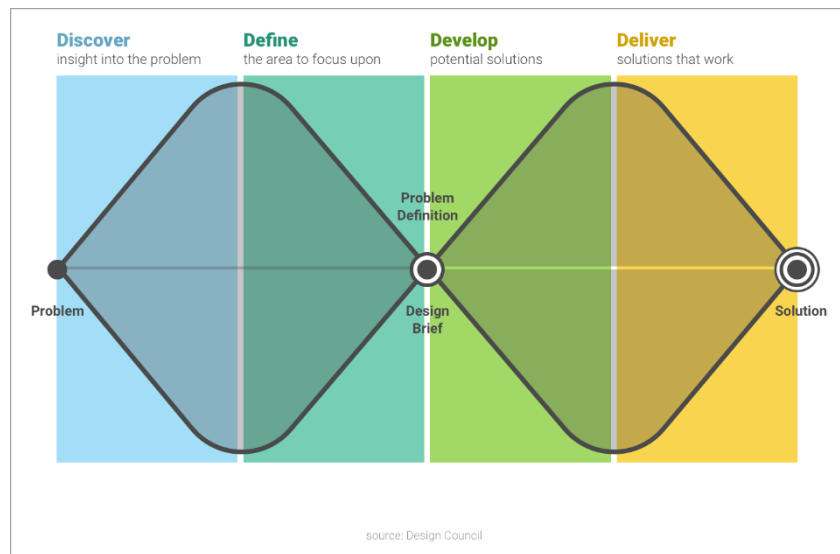 Discover
insight into the problem
Define
the area to focus upon
Develop
potential solutions
Deliver
solutions that work
Problem
Definition
Problem
Design
Brief
Solution
source: Design Council